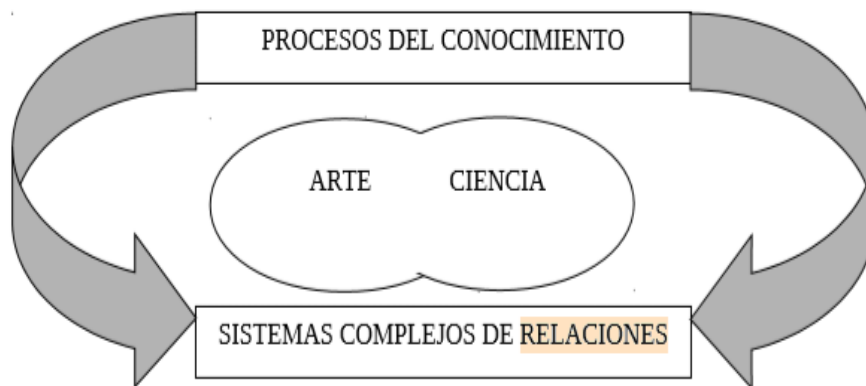 PROCESOS DEL CONOCIMIENTO
ARTE CIENCIA
SISTEMAS COMPLEJOS DE RELACIONES